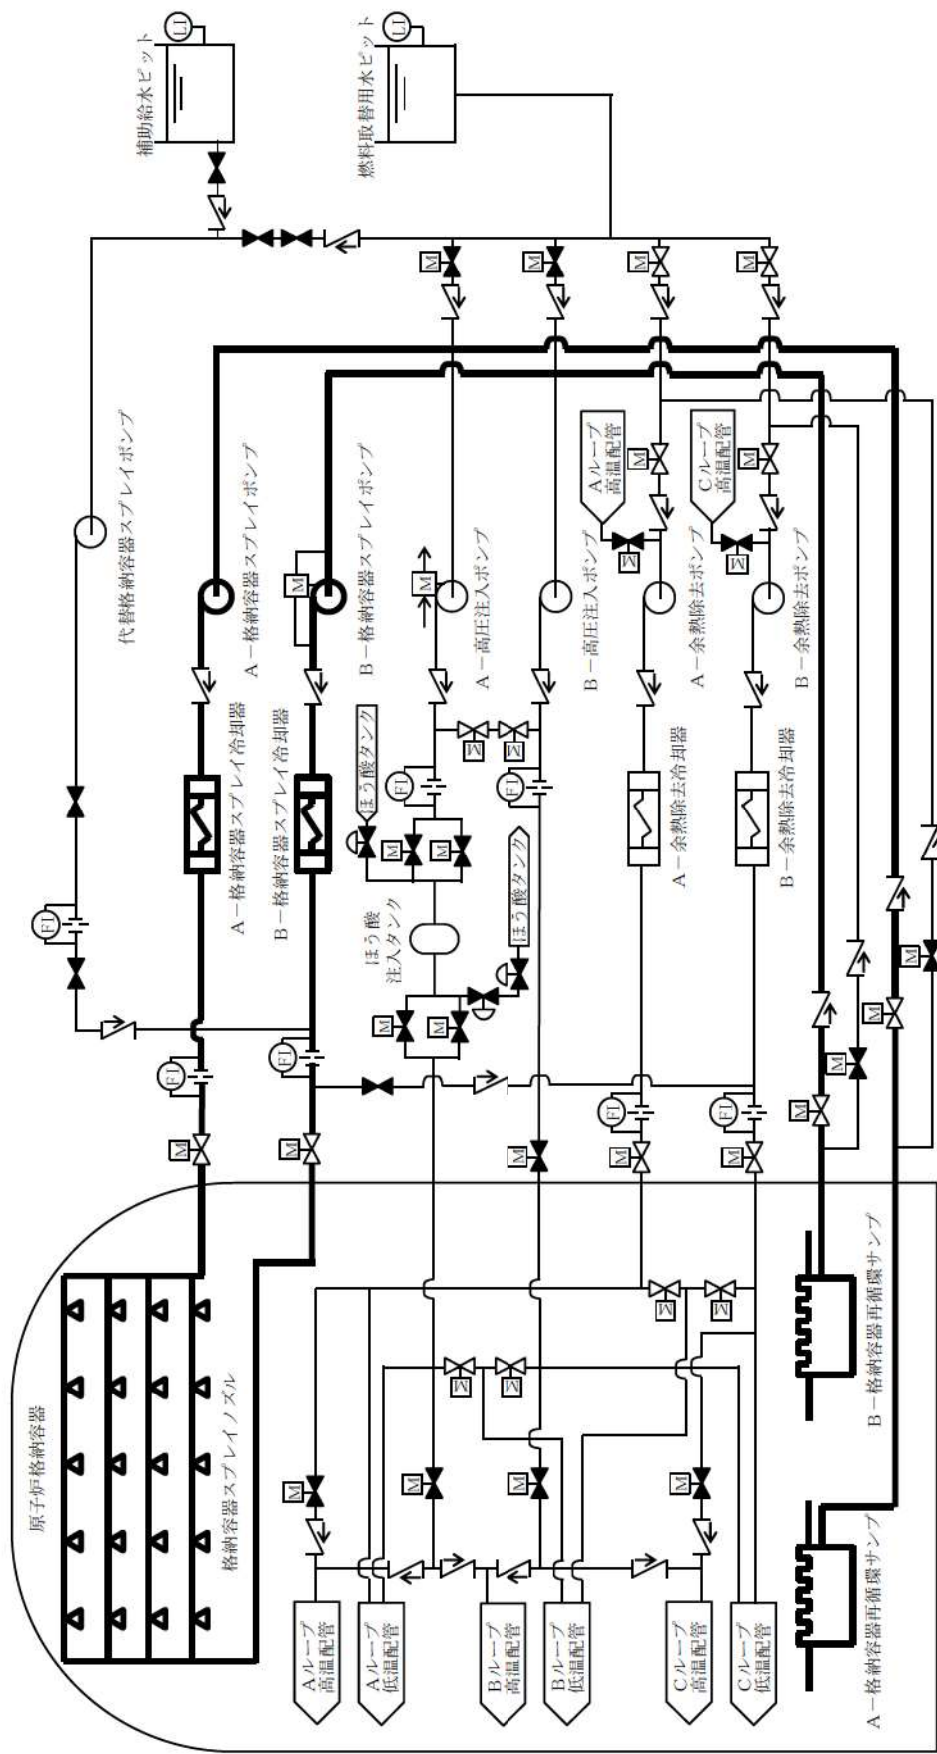 原子炉格納容器
格納容器スプレイノズル
代替格納容器スプレイポンプ
補助給水ピット
LI
燃料取替用水ピット
LI
FI
A-格納容器スプレイ冷却器
A-格納容器スプレイポンプ
FI
M
B-格納容器スプレイ冷却器
B-格納容器スプレイポンプ
FI
M
M
ほう酸タンク
ほう酸
注入タンク
A-高圧注入ポンプ
FI
M
M
M
M
M
M
M
M
M
ほう酸タンク
B-高圧注入ポンプ
FI
M
M
M
Aループ
高温配管
M
M
M
A-余熱除去冷却器
A-余熱除去ポンプ
FI
M
Cループ
高温配管
M
M
M
B-余熱除去冷却器
B-余熱除去ポンプ
FI
M
M
M
M
M
M
M
M
M
M
M
Aループ
高温配管
Aループ
低温配管
Bループ
高温配管
Bループ
低温配管
Cループ
高温配管
Cループ
低温配管
B-格納容器再循環サンプ
A-格納容器再循環サンプ